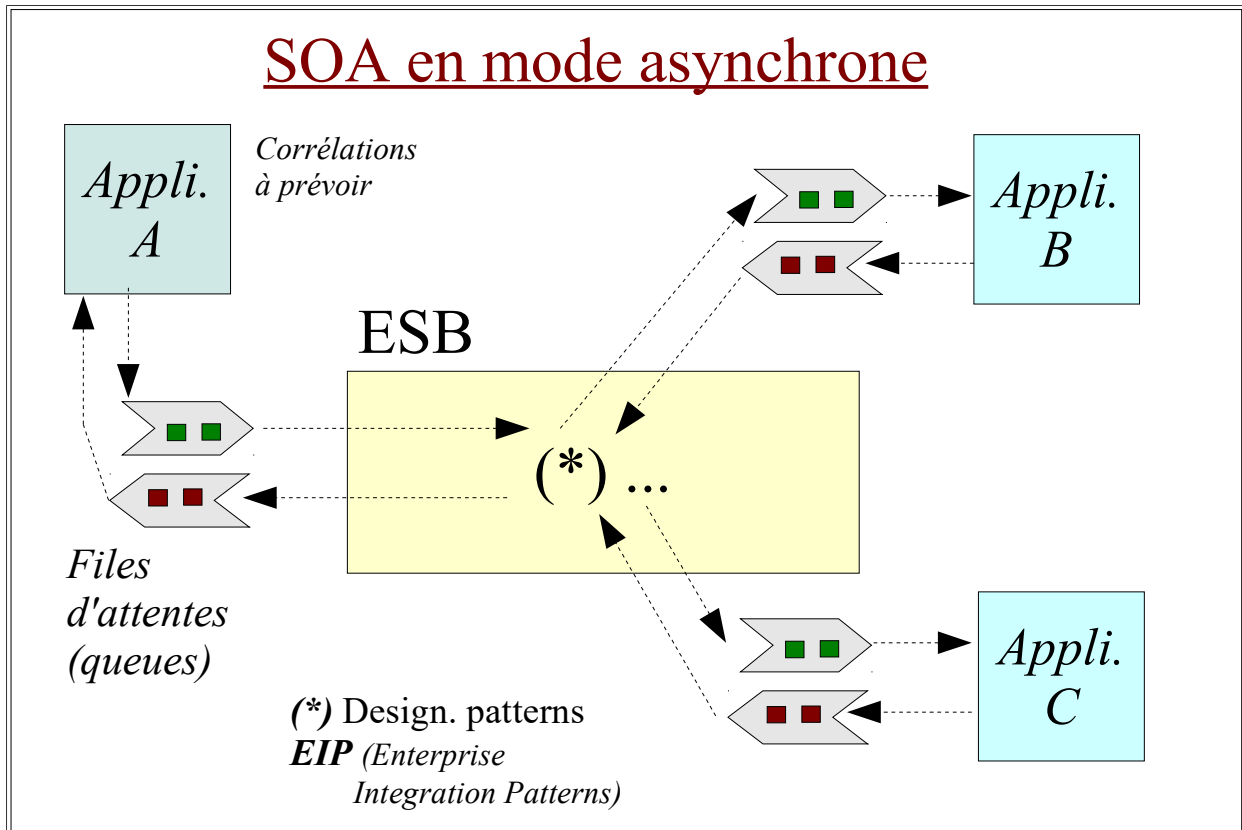 SOA en mode asynchrone
Appli.
A
Corrélations
à prévoir
Appli.
B
ESB
(*) ...
Files
d'attentes
(queues)
Appli.
C
(*) Design. patterns
EIP (Enterprise
Integration Patterns)